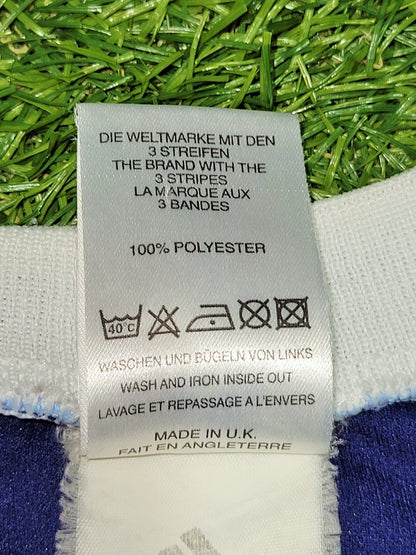 DIE WELTMARKE MIT DEN
3 STREIFEN
THE BRAND WITH THE
3 STRIPES
LA MARQUE AUX
3 BANDES
100% POLYESTER
40°C
WASCHEN UND BÜGELN VON LINKS
WASH AND IRON INSIDE OUT
LAVAGE ET REPASSAGE A L'ENVERS
MADE IN U.K.
FAIT EN ANGLETERRE